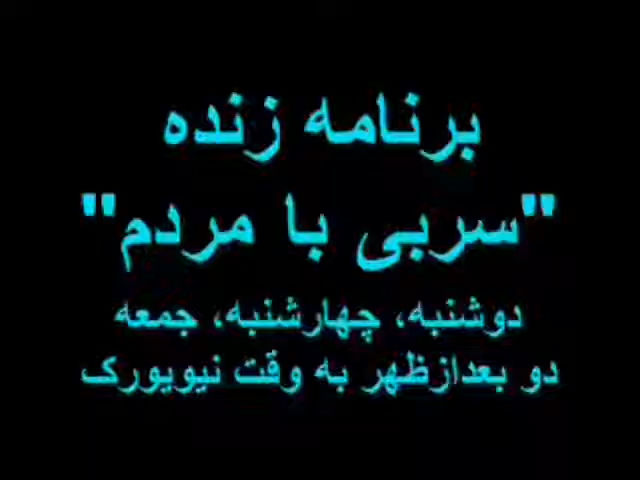 برنامه زنده
"سربی با مردم"
دوشنبه، چهارشنبه، جمعه
دو بعدازظهر به وقت نیویورک